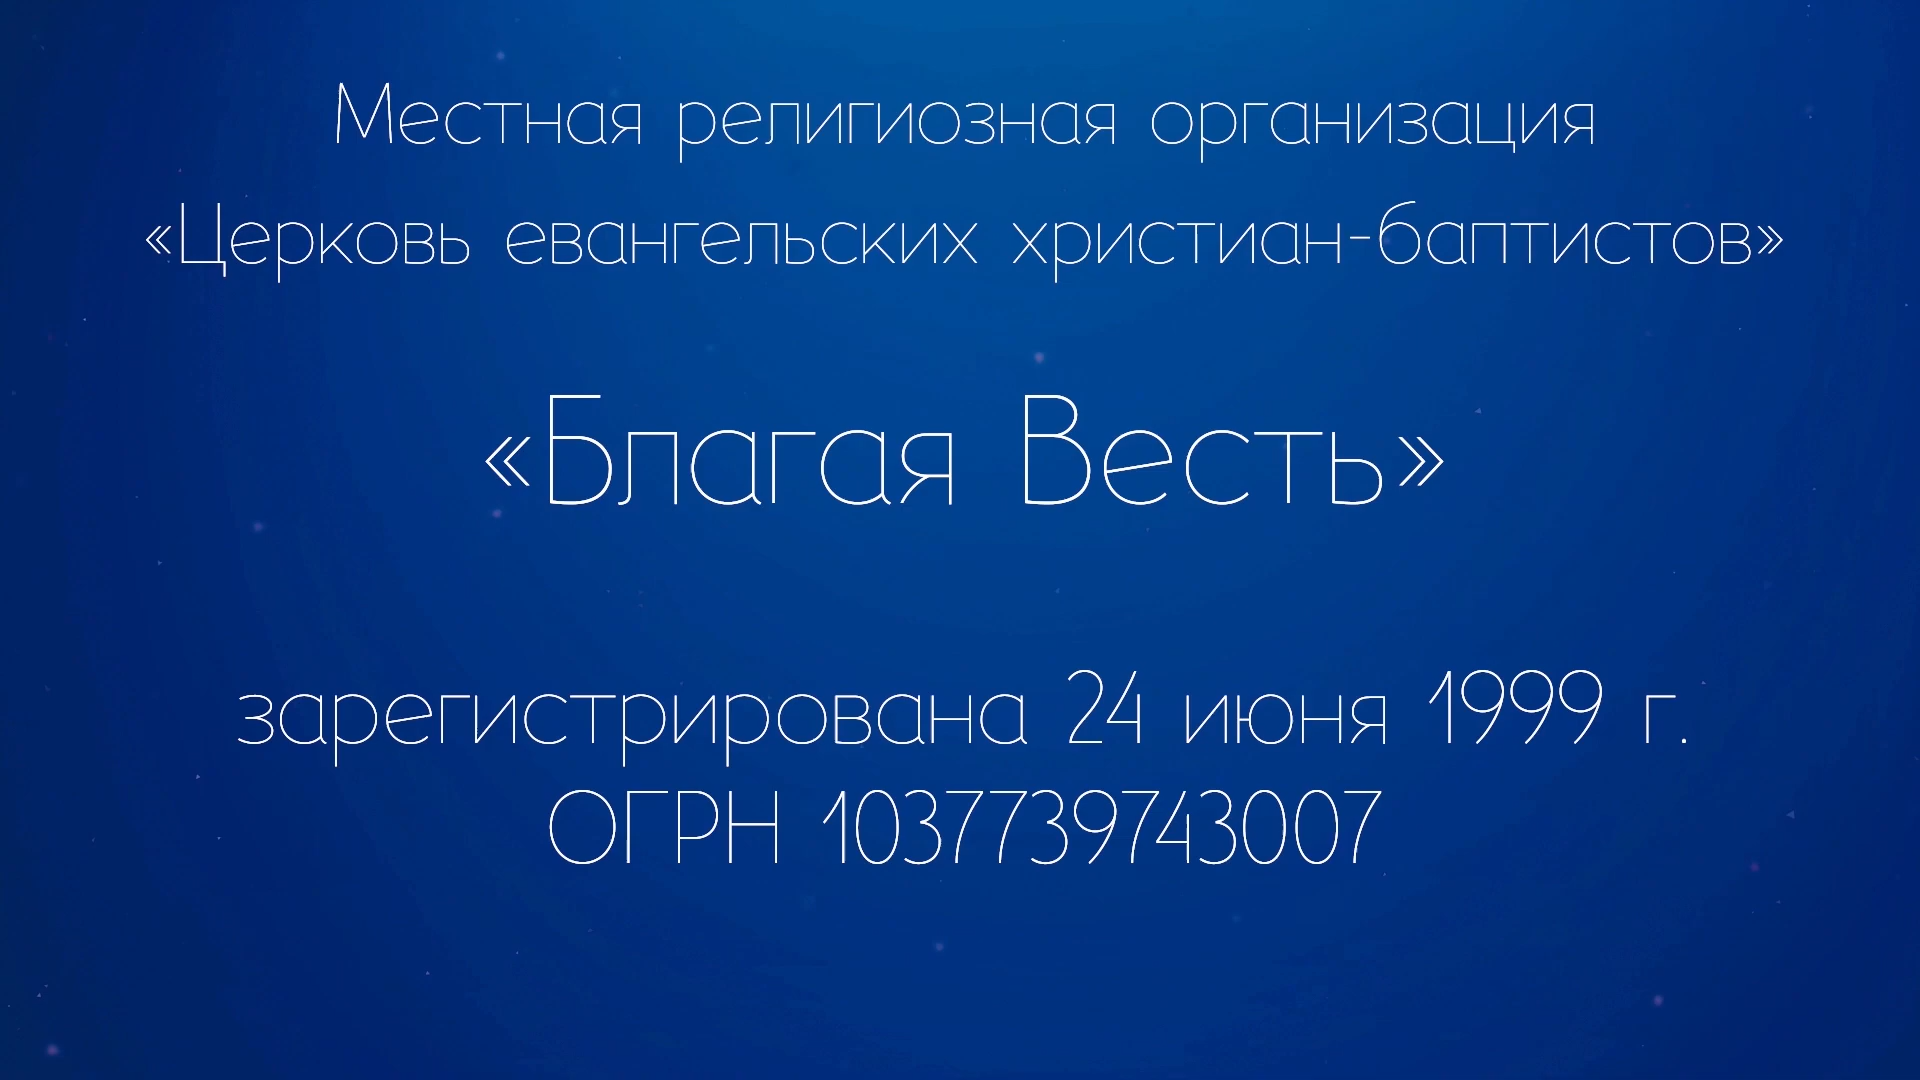 Местная религиозная организация
«Церковь евангельских христиан-баптистов»
«Благая Весть»
зарегистрирована 24 июня 1999 г.
ОГРН 1037739743007